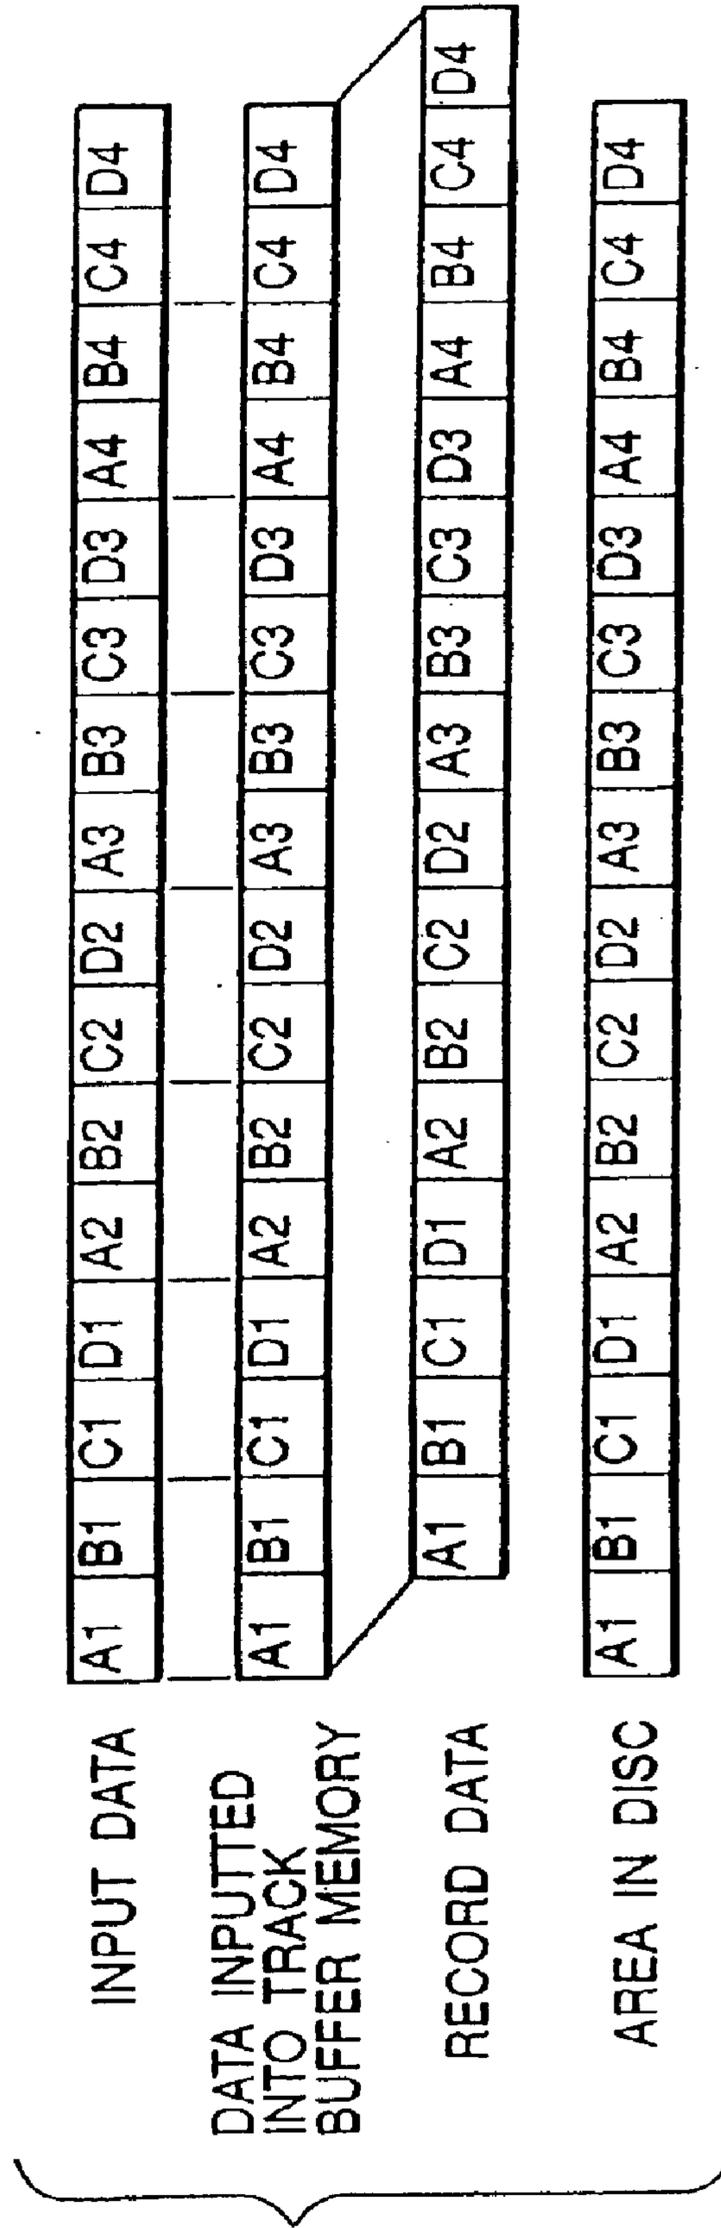 INPUT DATA
A1 B1 C1 D1 A2 B2 C2 D2 A3 B3 C3 D3 A4 B4 C4 D4
DATA INPUTTED
INTO TRACK
BUFFER MEMORY
A1 B1 C1 D1 A2 B2 C2 D2 A3 B3 C3 D3 A4 B4 C4 D4
RECORD DATA
A1 B1 C1 D1 A2 B2 C2 D2 A3 B3 C3 D3 A4 B4 C4 D4
AREA IN DISC
A1 B1 C1 D1 A2 B2 C2 D2 A3 B3 C3 D3 A4 B4 C4 D4